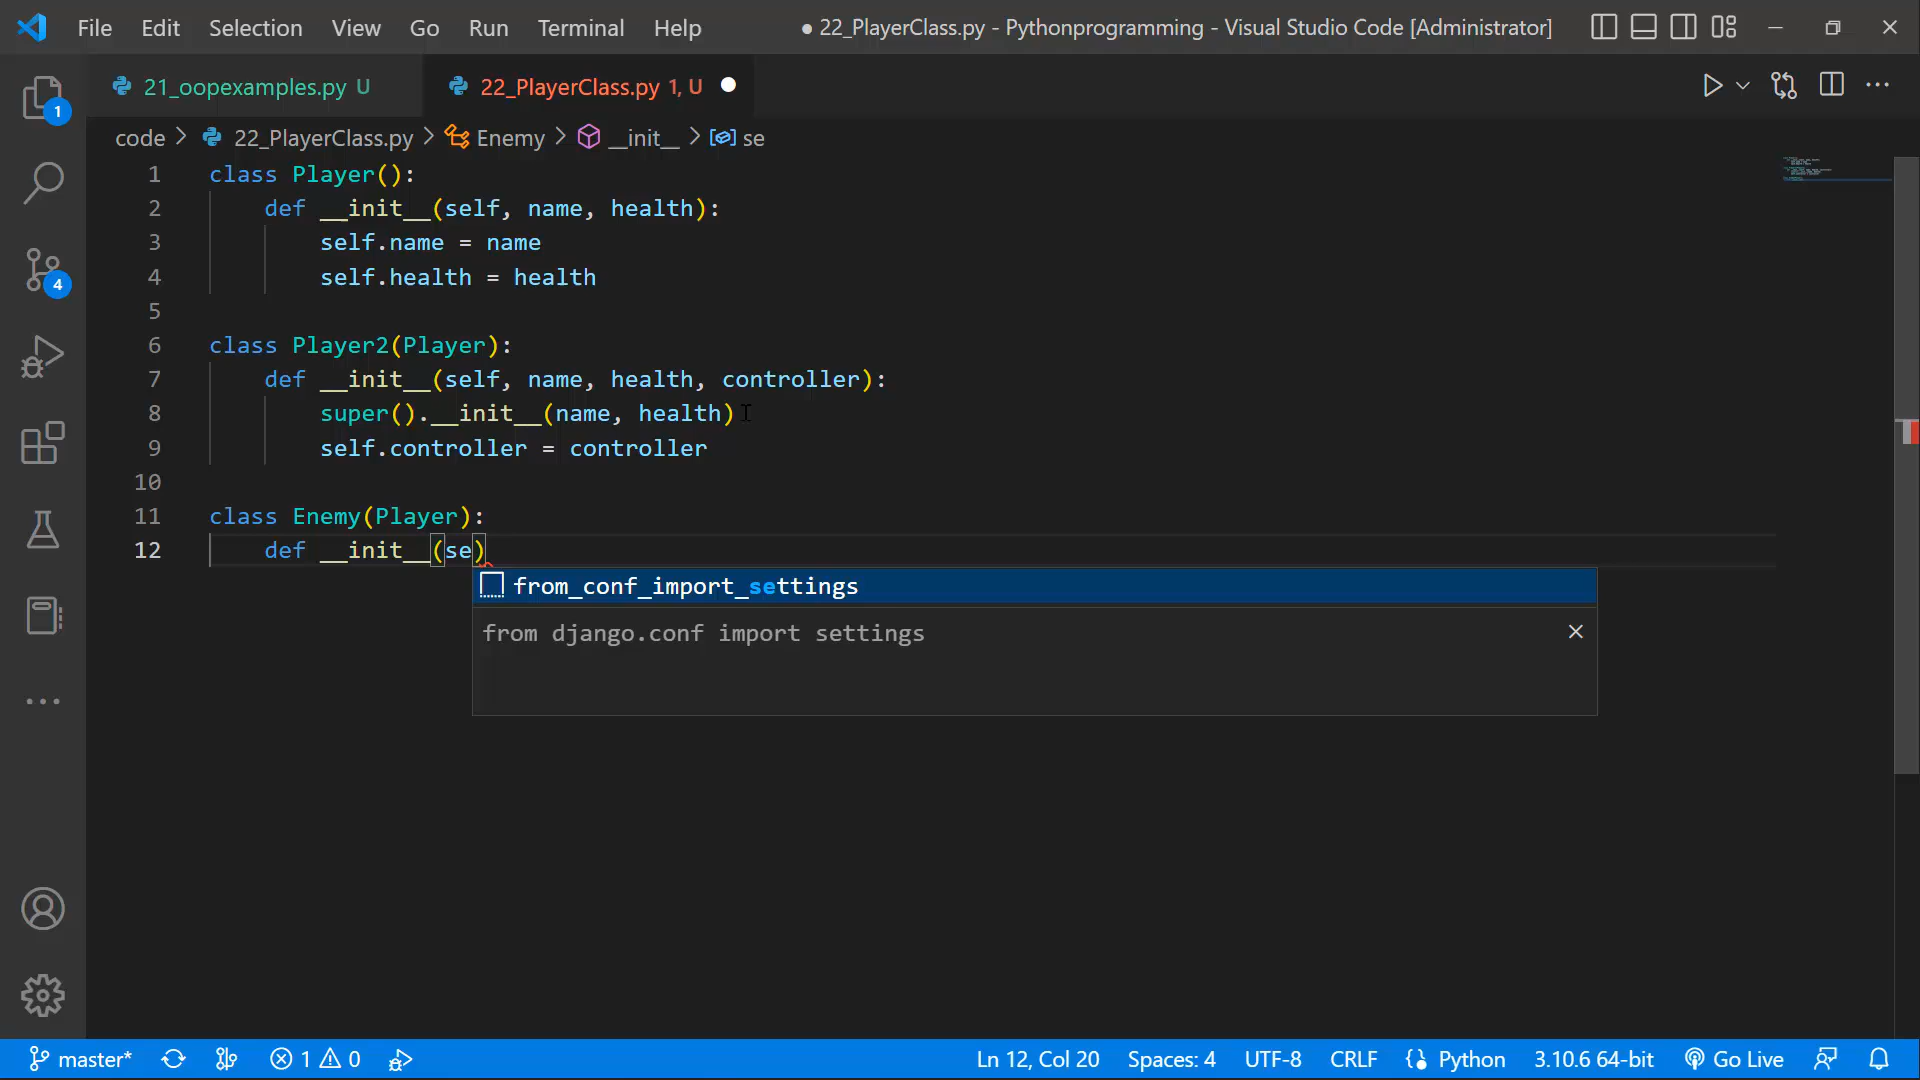 File Edit Selection View Go Run Terminal Help ● 22_PlayerClass.py - Pythonprogramming - Visual Studio Code [Administrator]
21_oopexamples.py U 22_PlayerClass.py 1, U
1
code > 22_PlayerClass.py > Enemy > __init__ > se
1 class Player():
2 def __init__(self, name, health):
3 self.name = name
4 self.health = health
4
5
6 class Player2(Player):
7 def __init__(self, name, health, controller):
8 super().__init__(name, health)
9 self.controller = controller
10
11 class Enemy(Player):
12 def __init__(se)
from_conf_import_settings
from django.conf import settings
master* 1 0 Ln 12, Col 20 Spaces: 4 UTF-8 CRLF Python 3.10.6 64-bit Go Live